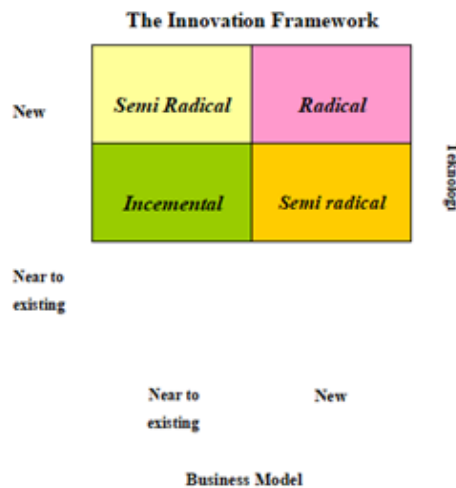 The Innovation Framework
New
Semi Radical
Radical
Teknologi
Incemental
Semi radical
Near to
existing
Near to
existing
New
Business Model